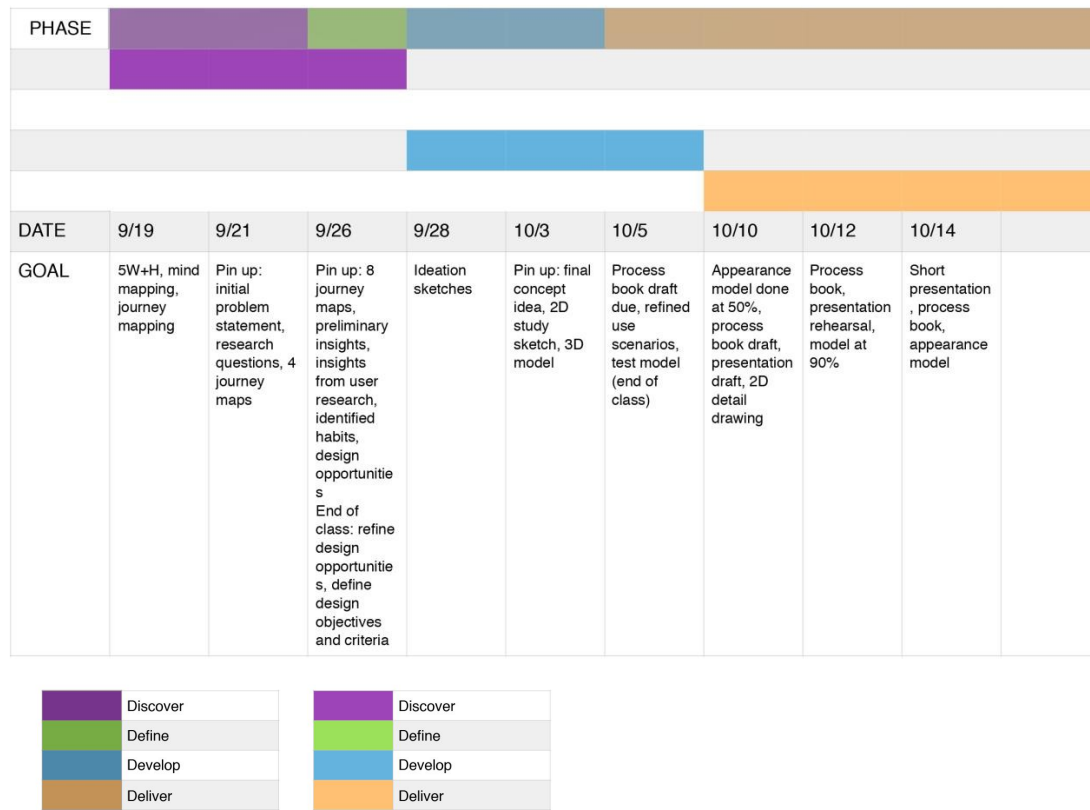 PHASE
DATE
9/19
9/21
9/26
9/28
10/3
10/5
10/10
10/12
10/14
GOAL
5W+H, mind
mapping,
journey
mapping
Pin up:
initial
problem
statement,
research
questions, 4
journey
maps
Pin up: 8
journey
maps,
preliminary
insights,
insights
from user
research,
identified
habits,
design
opportunitie
s
End of
class: refine
design
opportunitie
s, define
design
objectives
and criteria
Ideation
sketches
Pin up: final
concept
idea, 2D
study
sketch, 3D
model
Process
book draft
due, refined
use
scenarios,
test model
(end of
class)
Appearance
model done
at 50%,
process
book draft,
presentation
draft, 2D
detail
drawing
Process
book,
presentation
rehearsal,
model at
90%
Short
presentation
, process
book,
appearance
model
Discover
Define
Develop
Deliver
Discover
Define
Develop
Deliver